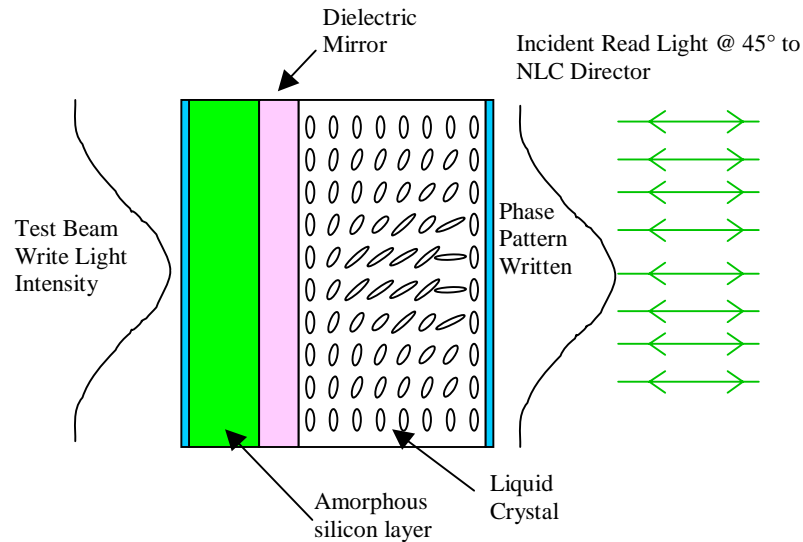 Dielectric
Mirror
Incident Read Light @ 45° to
NLC Director
Test Beam
Write Light
Intensity
Phase
Pattern
Written
Amorphous
silicon layer
Liquid
Crystal